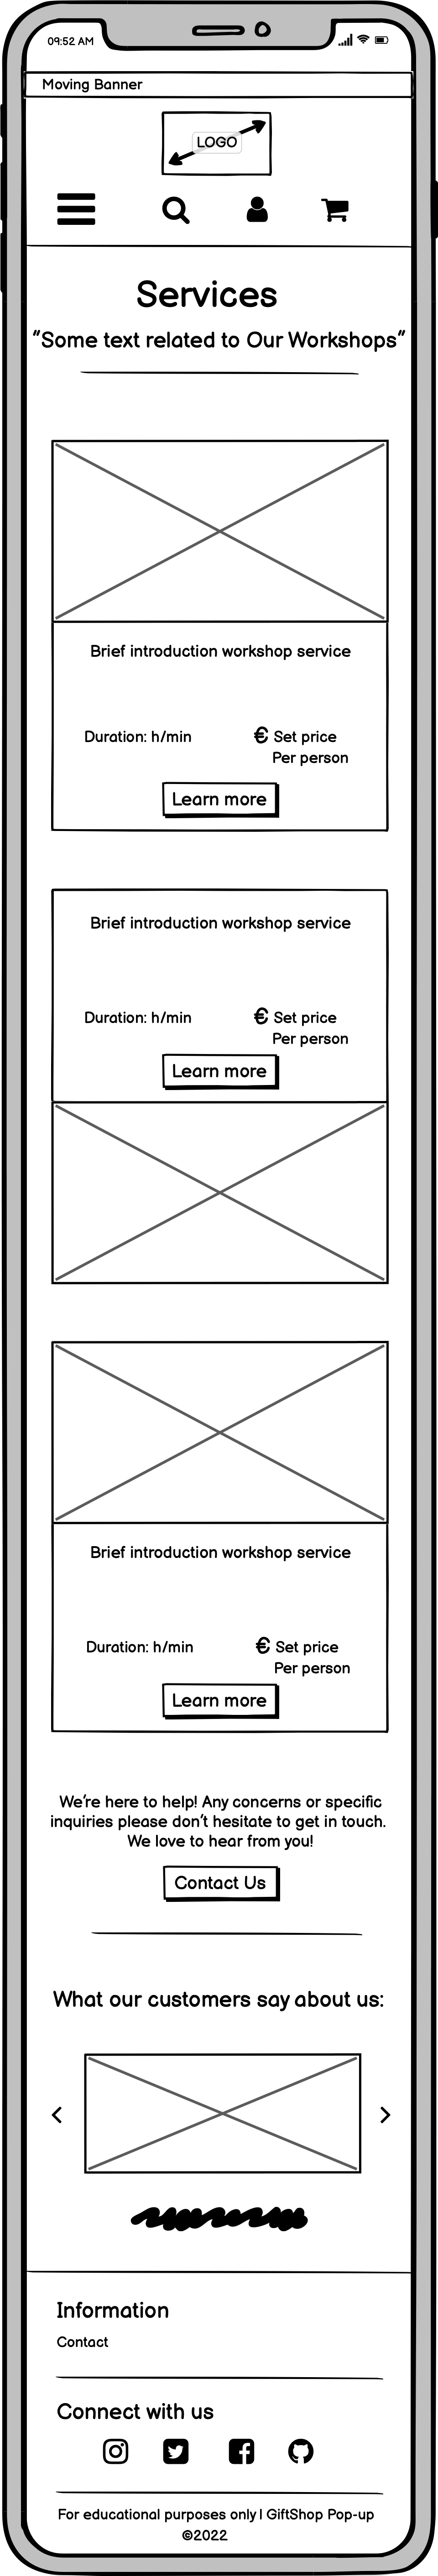 09:52 AM
Moving Banner
LOGO
Services
“Some text related to Our Workshops”
Brief introduction workshop service
Duration: h/min € Set price
Per person
Learn more
Brief introduction workshop service
Duration: h/min € Set price
Per person
Learn more
Brief introduction workshop service
Duration: h/min € Set price
Per person
Learn more
We’re here to help! Any concerns or specific
inquiries please don’t hesitate to get in touch.
We love to hear from you!
Contact Us
What our customers say about us:
Information
Contact
Connect with us
For educational purposes only | GiftShop Pop-up
©2022